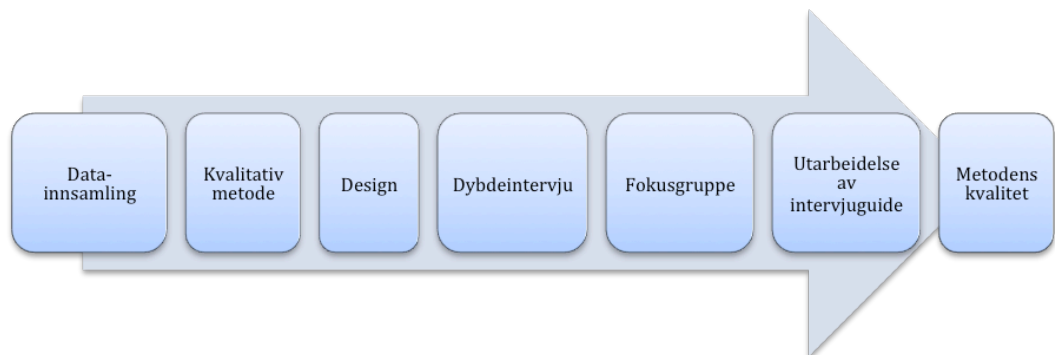 Data-
innsamling
Kvalitativ
metode
Design
Dybdeintervju
Fokusgruppe
Utarbeidelse
av
intervjuguide
Metodens
kvalitet